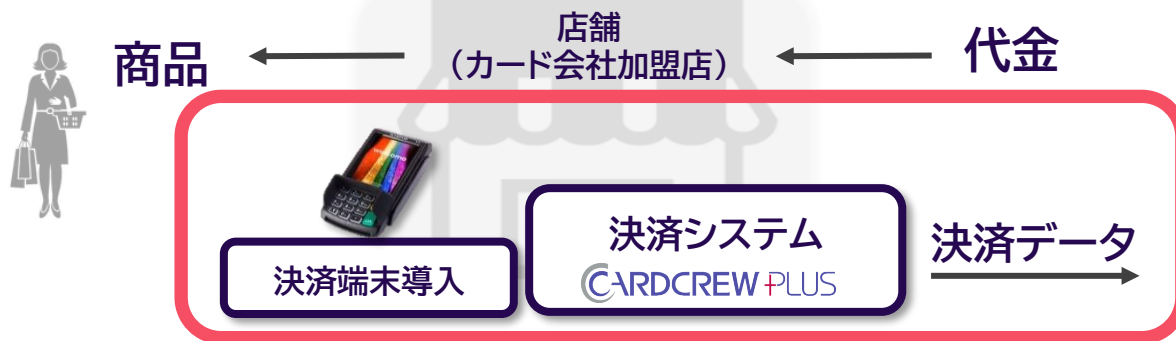 商品
店舗
（カード会社加盟店）
代金
welcome
決済端末導入
決済システム
CARDCREW PLUS
決済データ